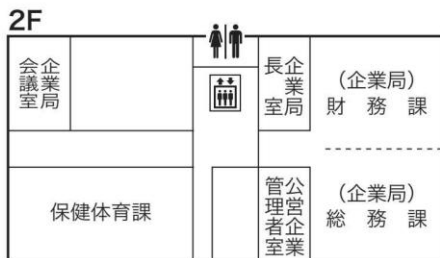 2F
企業局
会議室
企業局
長室
（企業局）
財務課
保健体育課
公営企業
管理者室
（企業局）
総務課